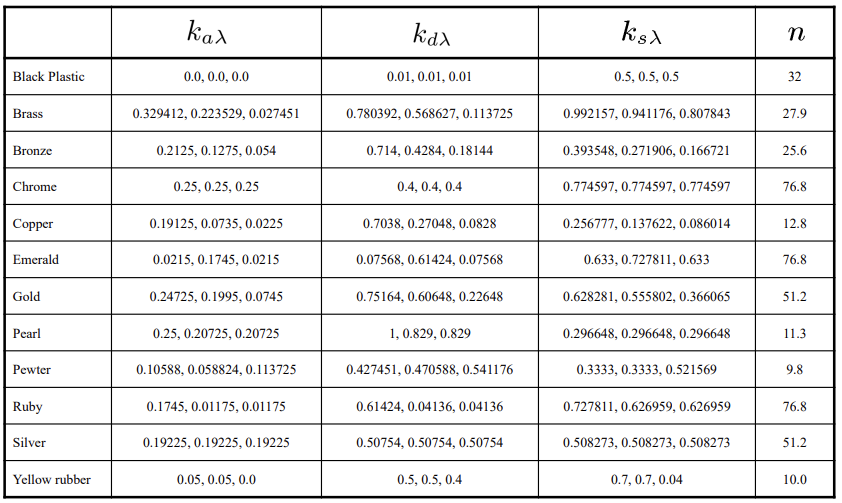 k_{aλ} k_{dλ} k_{sλ} n
Black Plastic 0.0, 0.0, 0.0 0.01, 0.01, 0.01 0.5, 0.5, 0.5 32
Brass 0.329412, 0.223529, 0.027451 0.780392, 0.568627, 0.113725 0.992157, 0.941176, 0.807843 27.9
Bronze 0.2125, 0.1275, 0.054 0.714, 0.4284, 0.18144 0.393548, 0.271906, 0.166721 25.6
Chrome 0.25, 0.25, 0.25 0.4, 0.4, 0.4 0.774597, 0.774597, 0.774597 76.8
Copper 0.19125, 0.0735, 0.0225 0.7038, 0.27048, 0.0828 0.256777, 0.137622, 0.086014 12.8
Emerald 0.0215, 0.1745, 0.0215 0.07568, 0.61424, 0.07568 0.633, 0.727811, 0.633 76.8
Gold 0.24725, 0.1995, 0.0745 0.75164, 0.60648, 0.22648 0.628281, 0.555802, 0.366065 51.2
Pearl 0.25, 0.20725, 0.20725 1, 0.829, 0.829 0.296648, 0.296648, 0.296648 11.3
Pewter 0.10588, 0.058824, 0.113725 0.427451, 0.470588, 0.541176 0.3333, 0.3333, 0.521569 9.8
Ruby 0.1745, 0.01175, 0.01175 0.61424, 0.04136, 0.04136 0.727811, 0.626959, 0.626959 76.8
Silver 0.19225, 0.19225, 0.19225 0.50754, 0.50754, 0.50754 0.508273, 0.508273, 0.508273 51.2
Yellow rubber 0.05, 0.05, 0.0 0.5, 0.5, 0.4 0.7, 0.7, 0.04 10.0